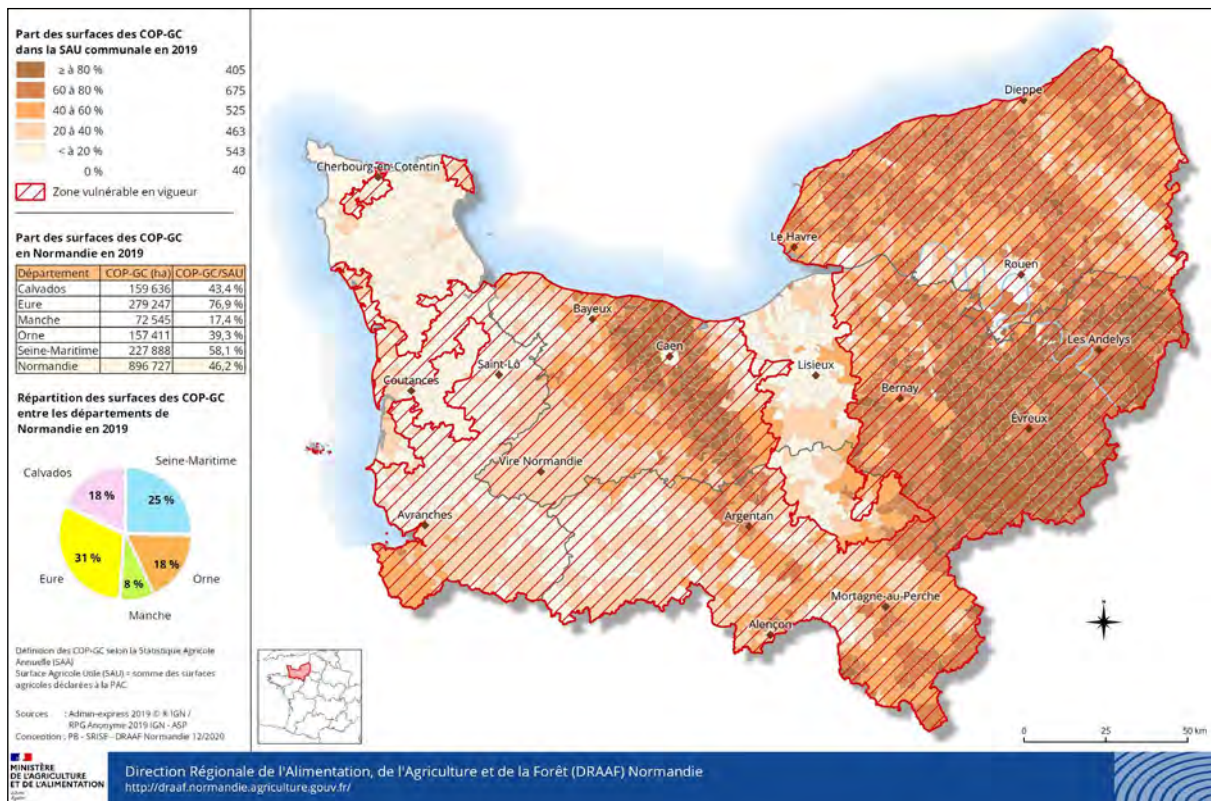 Part des surfaces des COP-GC
dans la SAU communale en 2019
≥ à 80 % 405
60 à 80 % 675
40 à 60 % 525
20 à 40 % 463
< à 20 % 543
0 % 40
Zone vulnérable en vigueur
Part des surfaces des COP-GC
en Normandie en 2019
Département COP-GC (ha) COP-GC/SAU
Calvados 159 636 43,4 %
Eure 279 247 76,9 %
Manche 72 545 17,4 %
Orne 157 411 39,3 %
Seine-Maritime 227 888 58,1 %
Normandie 896 727 46,2 %
Répartition des surfaces des COP-GC
entre les départements de
Normandie en 2019
Seine-Maritime
Calvados
18 %
25 %
31 %
18 %
8 %
Eure
Orne
Manche
Définition des COP-GC selon la Statistique Agricole
Annuelle (SAA)
Surface Agricole Utile (SAU) = somme des surfaces
agricoles déclarées à la PAC.
Sources : Admin-express 2019 © ® IGN /
RPG Anonyme 2019 IGN - ASP
Conception : PB - SRISE - DRAAF Normandie 12/2020
Dieppe
Cherbourg-en-Cotentin
Le Havre
Rouen
Bayeux
Caen
Les Andelys
Saint-Lô
Lisieux
Coutances
Bernay
Évreux
Vire Normandie
Avranches
Argentan
Mortagne-au-Perche
Alençon
0 25 50 km
MINISTÈRE
DE L'AGRICULTURE
ET DE L'ALIMENTATION
Direction Régionale de l'Alimentation, de l'Agriculture et de la Forêt (DRAAF) Normandie
http://draaf.normandie.agriculture.gouv.fr/